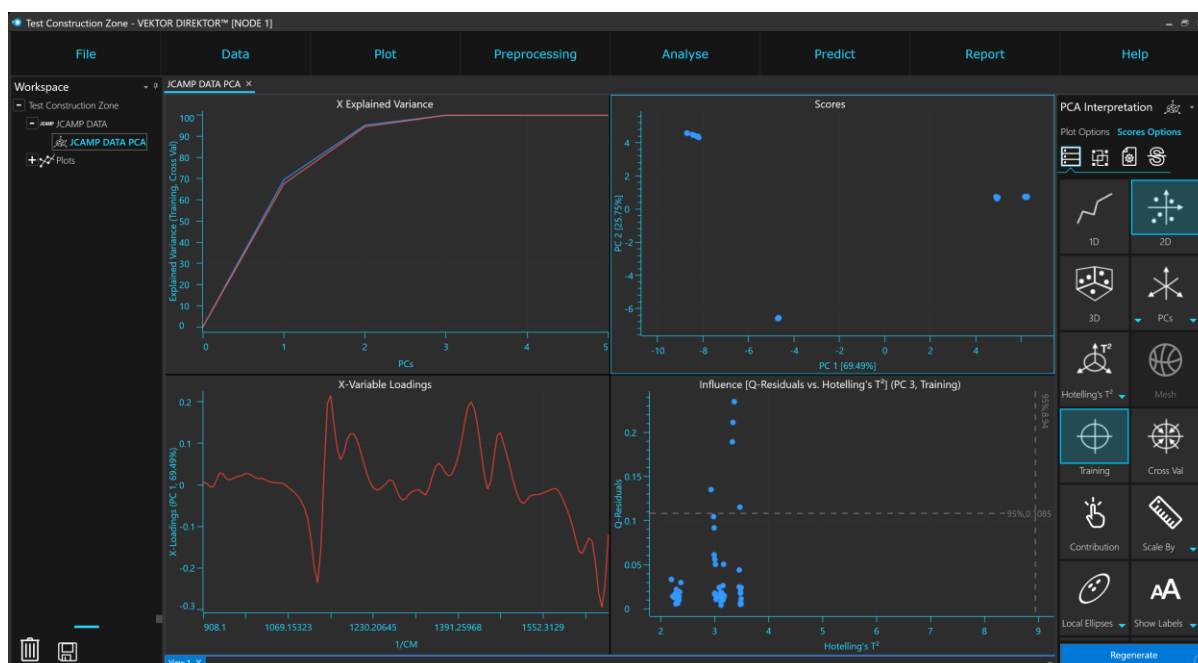 Test Construction Zone - VEKTOR DIREKTOR™ [NODE 1]
File Data Plot Preprocessing Analyse Predict Report Help
Workspace
Test Construction Zone
JCAMP DATA
JCAMP DATA PCA
Plots
JCAMP DATA PCA ×
X Explained Variance
Explained Variance (Training, Cross Val)
100
90
80
70
60
50
40
30
20
10
0
0 1 2 3 4 5
PCs
Scores
PC 2 [25.75%]
4
2
0
-2
-4
-6
-10 -8 -6 -4 -2 0 2 4
PC 1 [69.49%]
X-Variable Loadings
X-Loadings (PC 1, 69.49%)
0.2
0.1
0
-0.1
-0.2
-0.3
908.1 1069.15323 1230.20645 1391.25968 1552.3129
1/CM
Influence [Q-Residuals vs. Hotelling's T²] (PC 3, Training)
Q-Residuals
0.2
0.15
0.1
0.05
0
95%,8.94
2 3 4 5 6 7 8 9
Hotelling's T²
PCA Interpretation
Plot Options Scores Options
1D 2D
3D PCs
T²
Hotelling's T² Mesh
Training Cross Val
Contribution Scale By
AA
Local Ellipses Show Labels
Regenerate
View 1 X